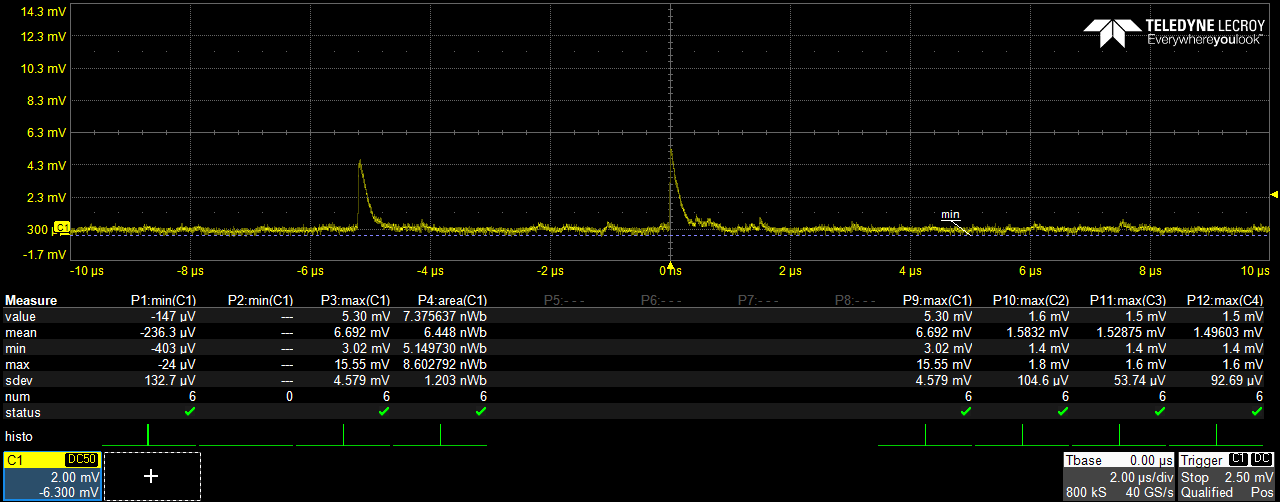 14.3 mV
TELEDYNE LECROY
Everywhereyoulook
12.3 mV
10.3 mV
8.3 mV
6.3 mV
4.3 mV
2.3 mV
min
300 µ C1
-1.7 mV
-10 µs -8 µs -6 µs -4 µs -2 µs 0 ns 2 µs 4 µs 6 µs 8 µs 10 µs
Measure P1:min(C1) P2:min(C1) P3:max(C1) P4:area(C1) P5:- - - P6:- - - P7:- - - P8:- - - P9:max(C1) P10:max(C2) P11:max(C3) P12:max(C4)
value -147 µV --- 5.30 mV 7.375637 nWb 5.30 mV 1.6 mV 1.5 mV 1.5 mV
mean -236.3 µV --- 6.692 mV 6.448 nWb 6.692 mV 1.5832 mV 1.52875 mV 1.49603 mV
min -403 µV --- 3.02 mV 5.149730 nWb 3.02 mV 1.4 mV 1.4 mV 1.4 mV
max -24 µV --- 15.55 mV 8.602792 nWb 15.55 mV 1.8 mV 1.6 mV 1.6 mV
sdev 132.7 µV --- 4.579 mV 1.203 nWb 4.579 mV 104.6 µV 53.74 µV 92.69 µV
num 6 0 6 6 6 6 6 6
status
histo
C1 DC50
2.00 mV
-6.300 mV
+
Tbase 0.00 µs
2.00 µs/div
800 kS 40 GS/s
Trigger C1 DC
Stop 2.50 mV
Qualified Pos